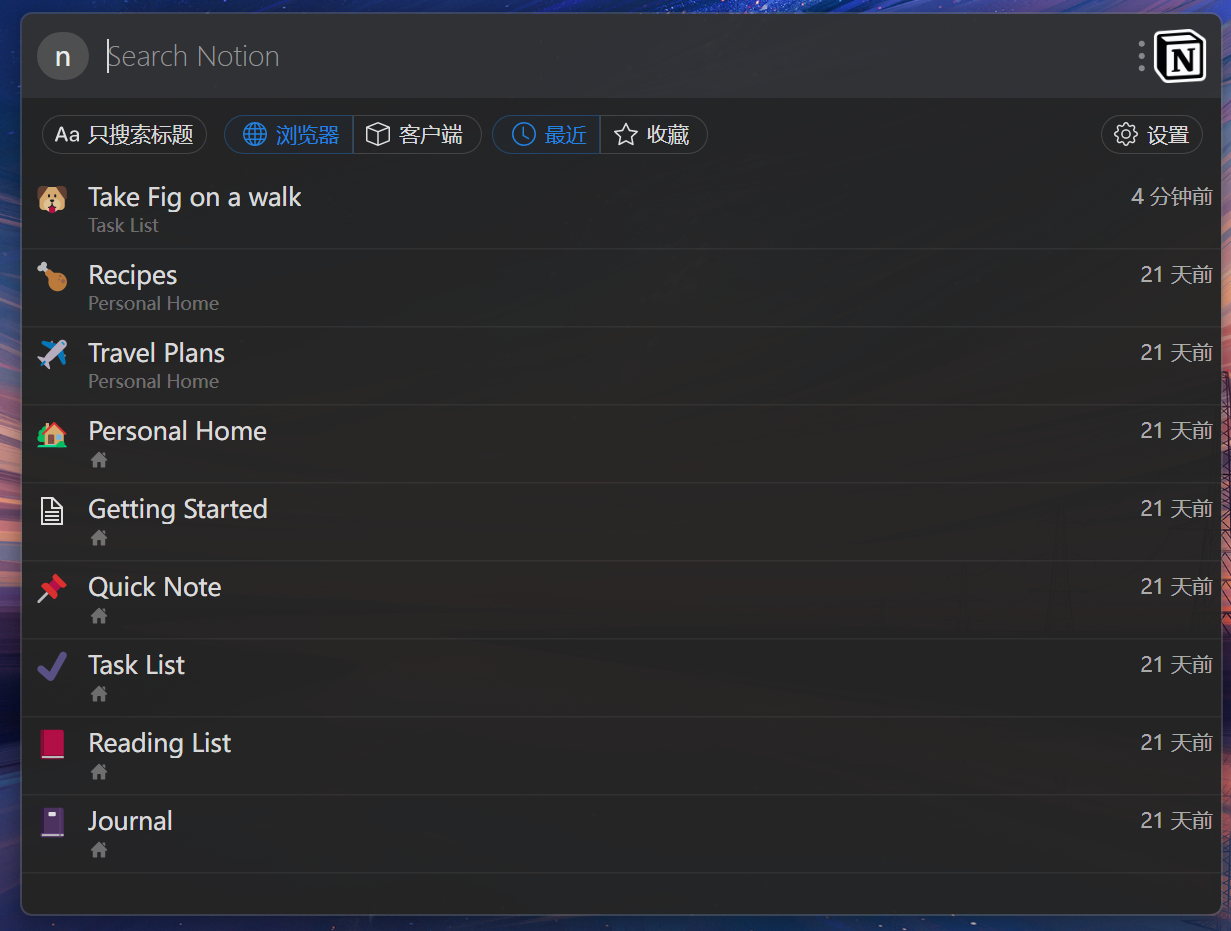 n Search Notion N
Aa 只搜索标题 浏览器 客户端 最近 收藏 设置
Take Fig on a walk 4 分钟前
Task List
Recipes 21 天前
Personal Home
Travel Plans 21 天前
Personal Home
Personal Home 21 天前
Getting Started 21 天前
Quick Note 21 天前
Task List 21 天前
Reading List 21 天前
Journal 21 天前